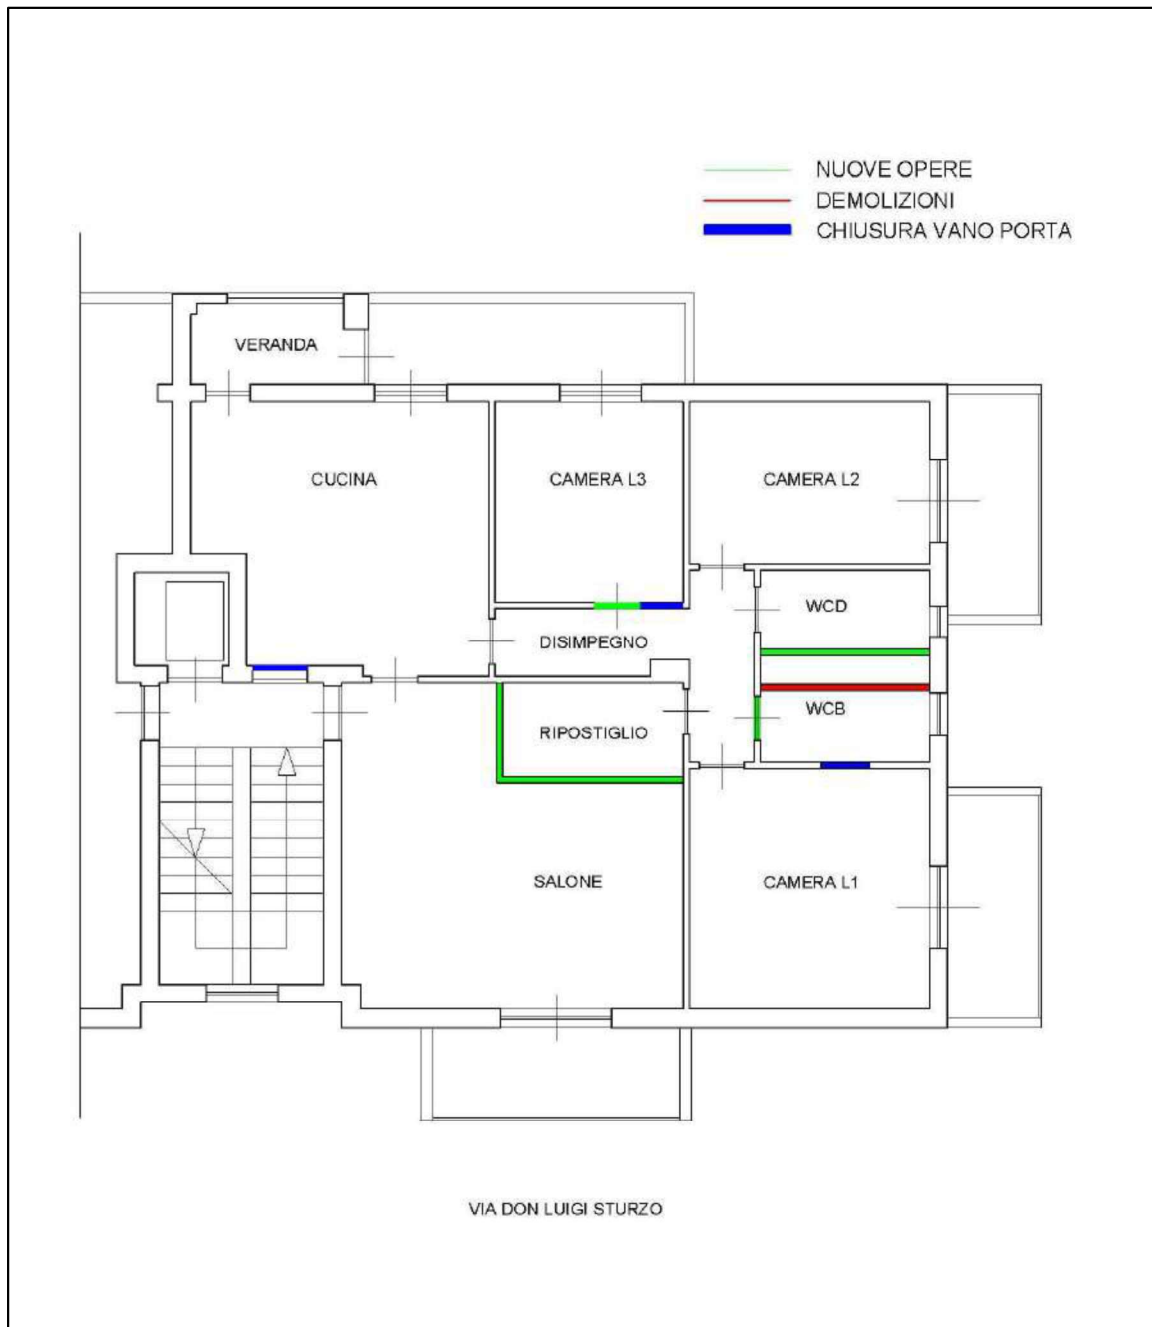 NUOVE OPERE
DEMOLIZIONI
CHIUSURA VANO PORTA
VERANDA
CUCINA
CAMERA L3
CAMERA L2
WCD
DISIMPEGNO
WCB
RIPOSTIGLIO
SALONE
CAMERA L1
VIA DON LUIGI STURZO